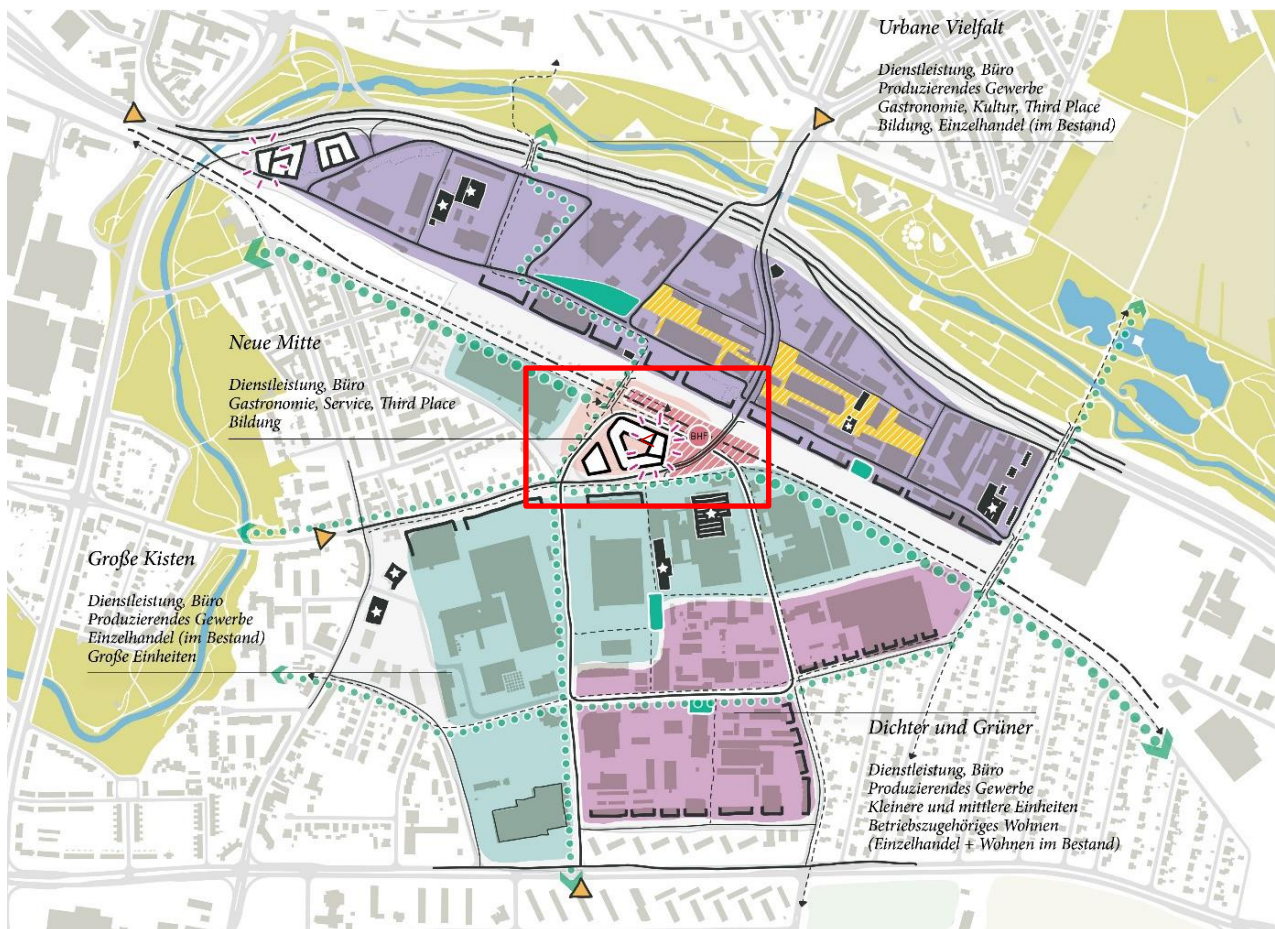 Urbane Vielfalt
Dienstleistung, Büro
Produzierendes Gewerbe
Gastronomie, Kultur, Third Place
Bildung, Einzelhandel (im Bestand)
Neue Mitte
Dienstleistung, Büro
Gastronomie, Service, Third Place
Bildung
BHF
Große Kisten
Dienstleistung, Büro
Produzierendes Gewerbe
Einzelhandel (im Bestand)
Große Einheiten
Dichter und Grüner
Dienstleistung, Büro
Produzierendes Gewerbe
Kleinere und mittlere Einheiten
Betriebszugehöriges Wohnen
(Einzelhandel + Wohnen im Bestand)